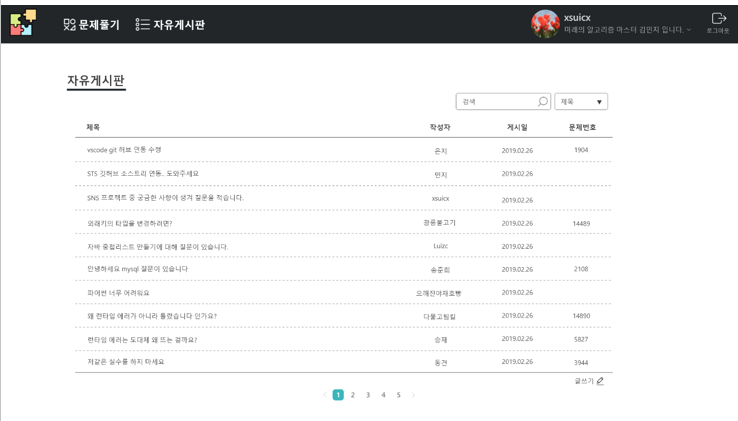 문제풀기 자유게시판
xsuicx
미래의 알고리즘 마스터 김민지 입니다.
로그아웃
자유게시판
검색 제목
제목 작성자 게시일 문제번호
vscode git 허브 연동 수정 은지 2019.02.26 1904
STS 깃허브 소스트리 연동.. 도와주세요 민지 2019.02.26
SNS 프로젝트 중 궁금한 사항이 생겨 질문을 적습니다. xsuicx 2019.02.26
외래키의 타입을 변경하려면? 장풍불고기 2019.02.26 14489
자바 중첩리스트 만들기에 대해 질문이 있습니다. Luizc 2019.02.26
안녕하세요 mysql 질문이 있습니다 송준희 2019.02.26 2108
파이썬 너무 어려워요 2019.02.26
왜 런타임 에러가 아니라 틀렸습니다 인가요? 다물고팀킬 2019.02.26 14890
런타임 에러는 도대체 왜 뜨는 걸까요? 승재 2019.02.26 5827
저같은 실수를 하지 마세요 동건 2019.02.26 3944
글쓰기
1 2 3 4 5